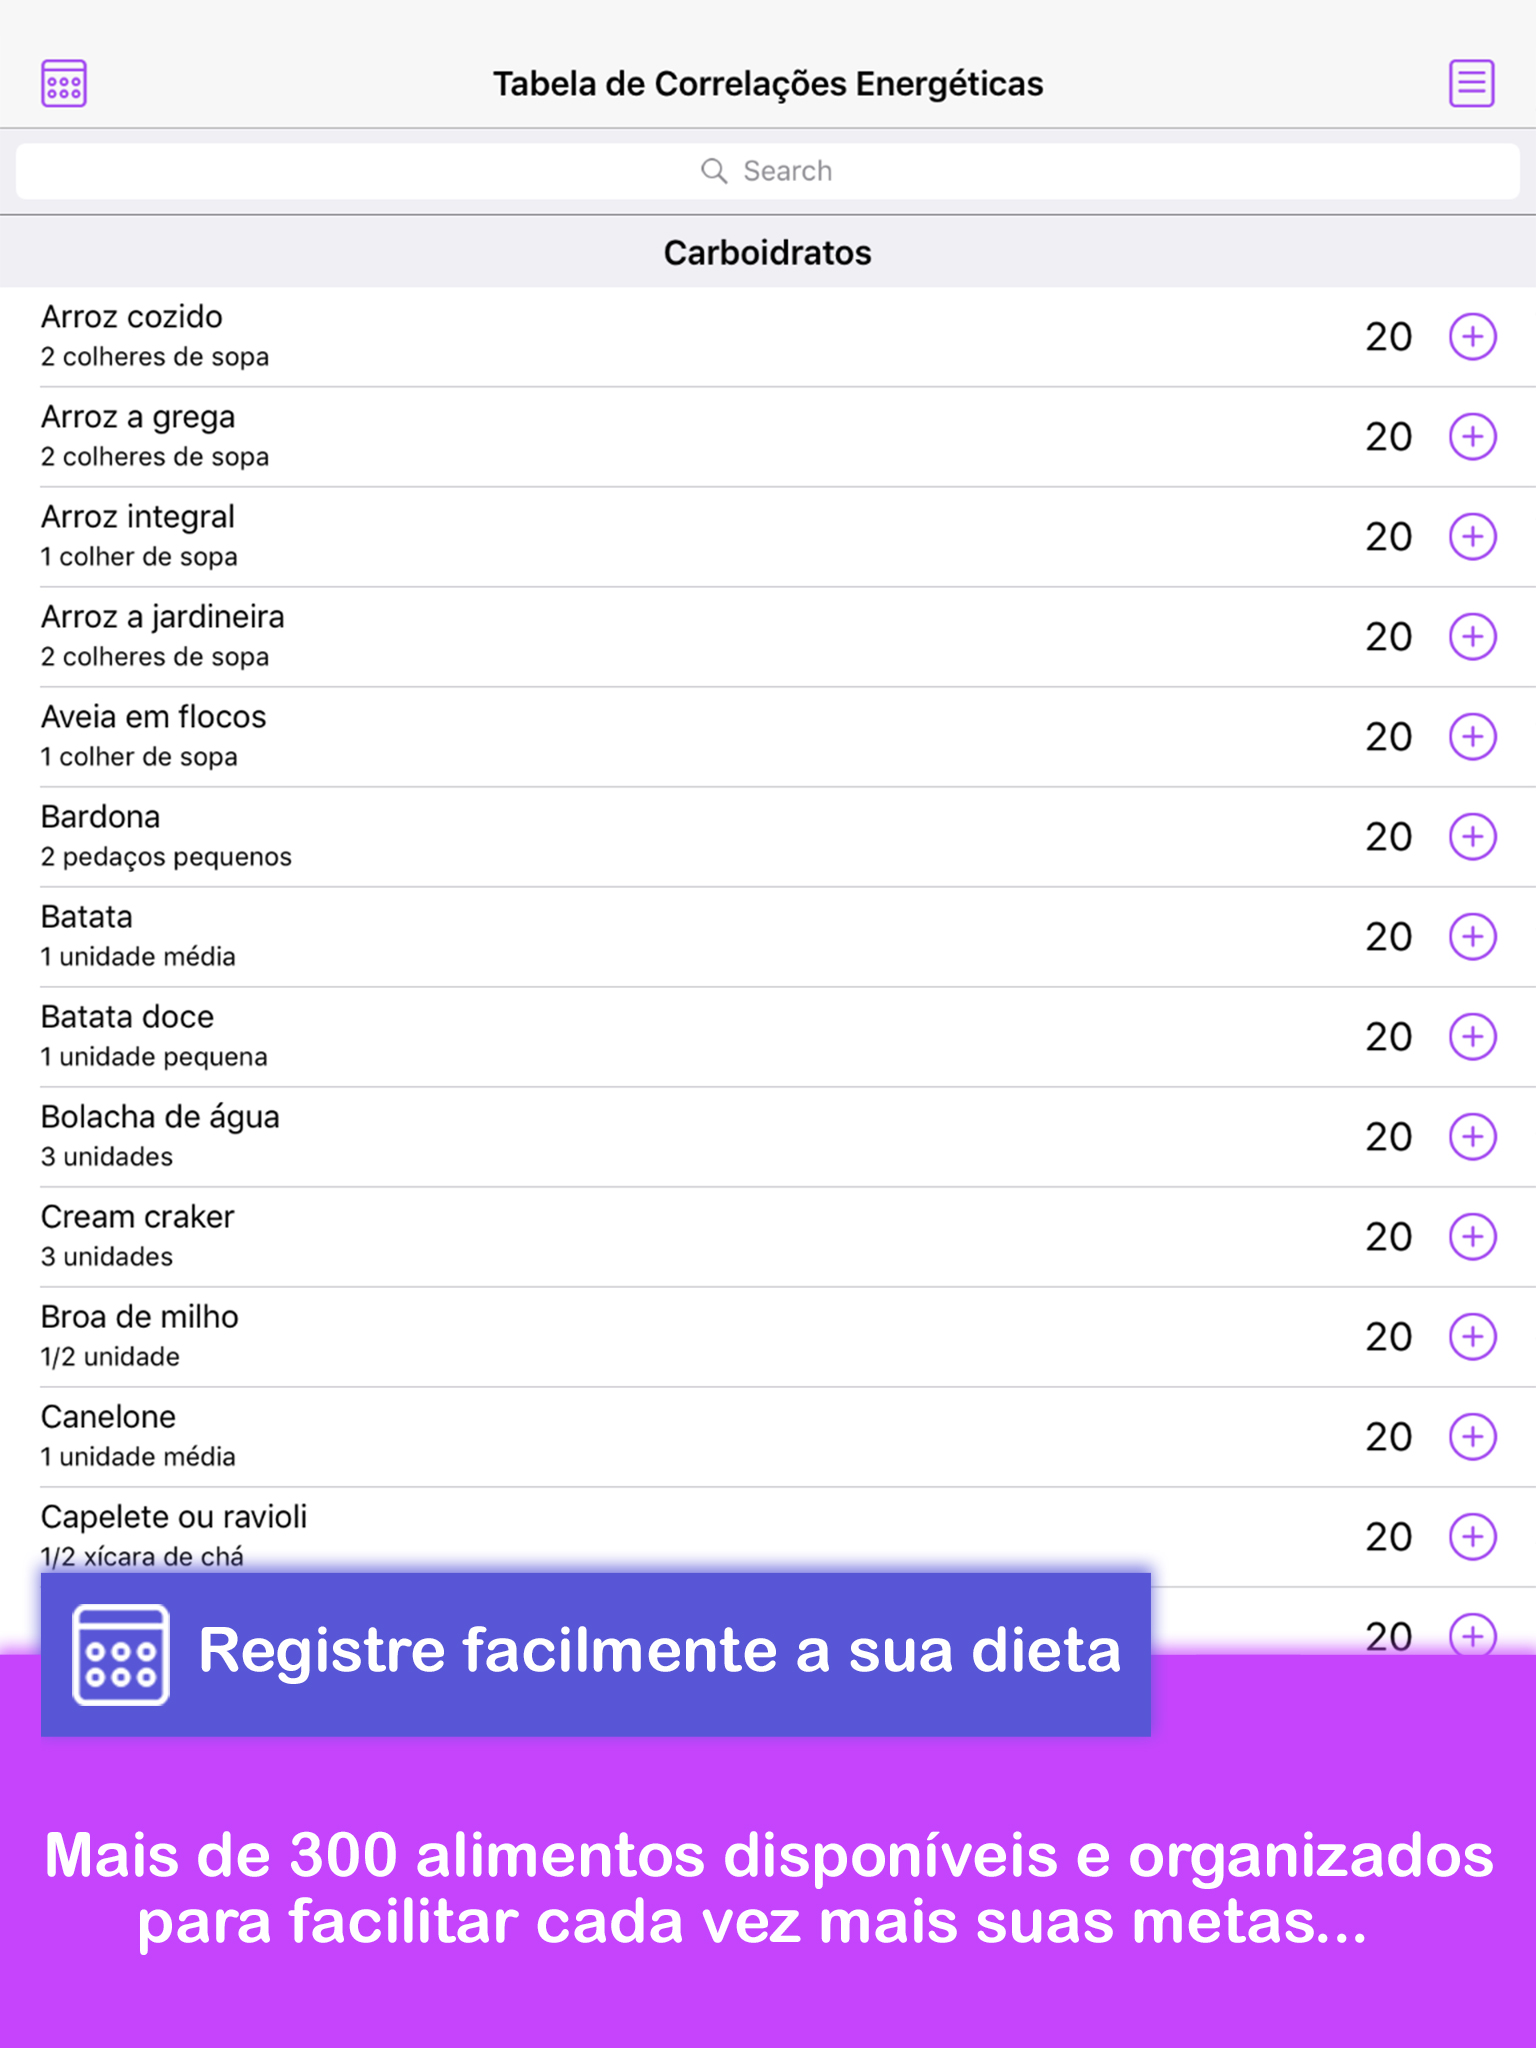 Tabela de Correlações Energéticas
Search
Carboidratos
Arroz cozido
2 colheres de sopa
20
Arroz a grega
2 colheres de sopa
20
Arroz integral
1 colher de sopa
20
Arroz a jardineira
2 colheres de sopa
20
Aveia em flocos
1 colher de sopa
20
Bardona
2 pedaços pequenos
20
Batata
1 unidade média
20
Batata doce
1 unidade pequena
20
Bolacha de água
3 unidades
20
Cream craker
3 unidades
20
Broa de milho
1/2 unidade
20
Canelone
1 unidade média
20
Capelete ou ravioli
1/2 xícara de chá
20
20
Registre facilmente a sua dieta
Mais de 300 alimentos disponíveis e organizados
para facilitar cada vez mais suas metas...